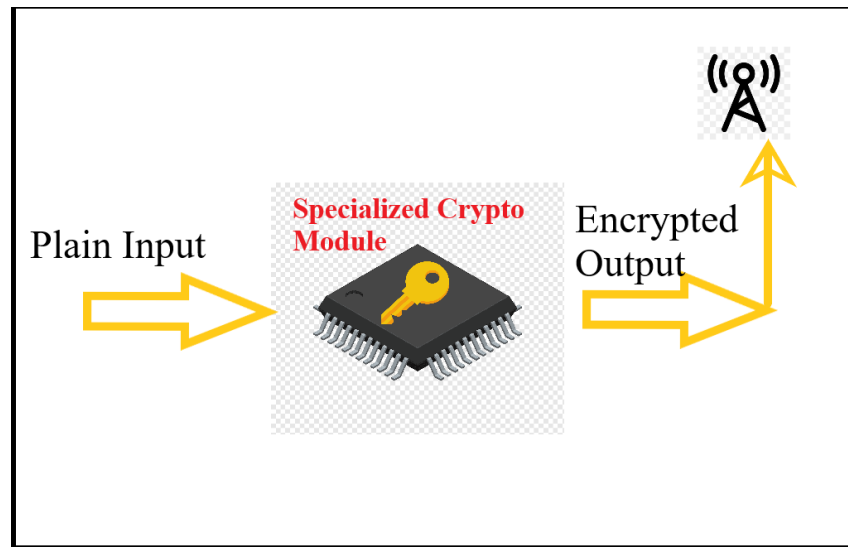 Plain Input
Specialized Crypto
Module
Encrypted
Output